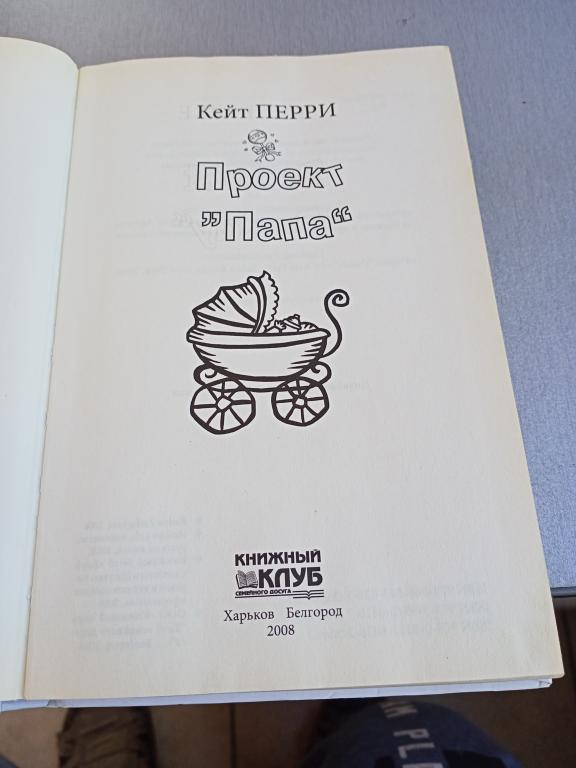 Кейт ПЕРРИ
Проект
"Папа"
КНИЖНЫЙ
КЛУБ
СЕМЕЙНОГО ДОСУГА
Харьков Белгород
2008